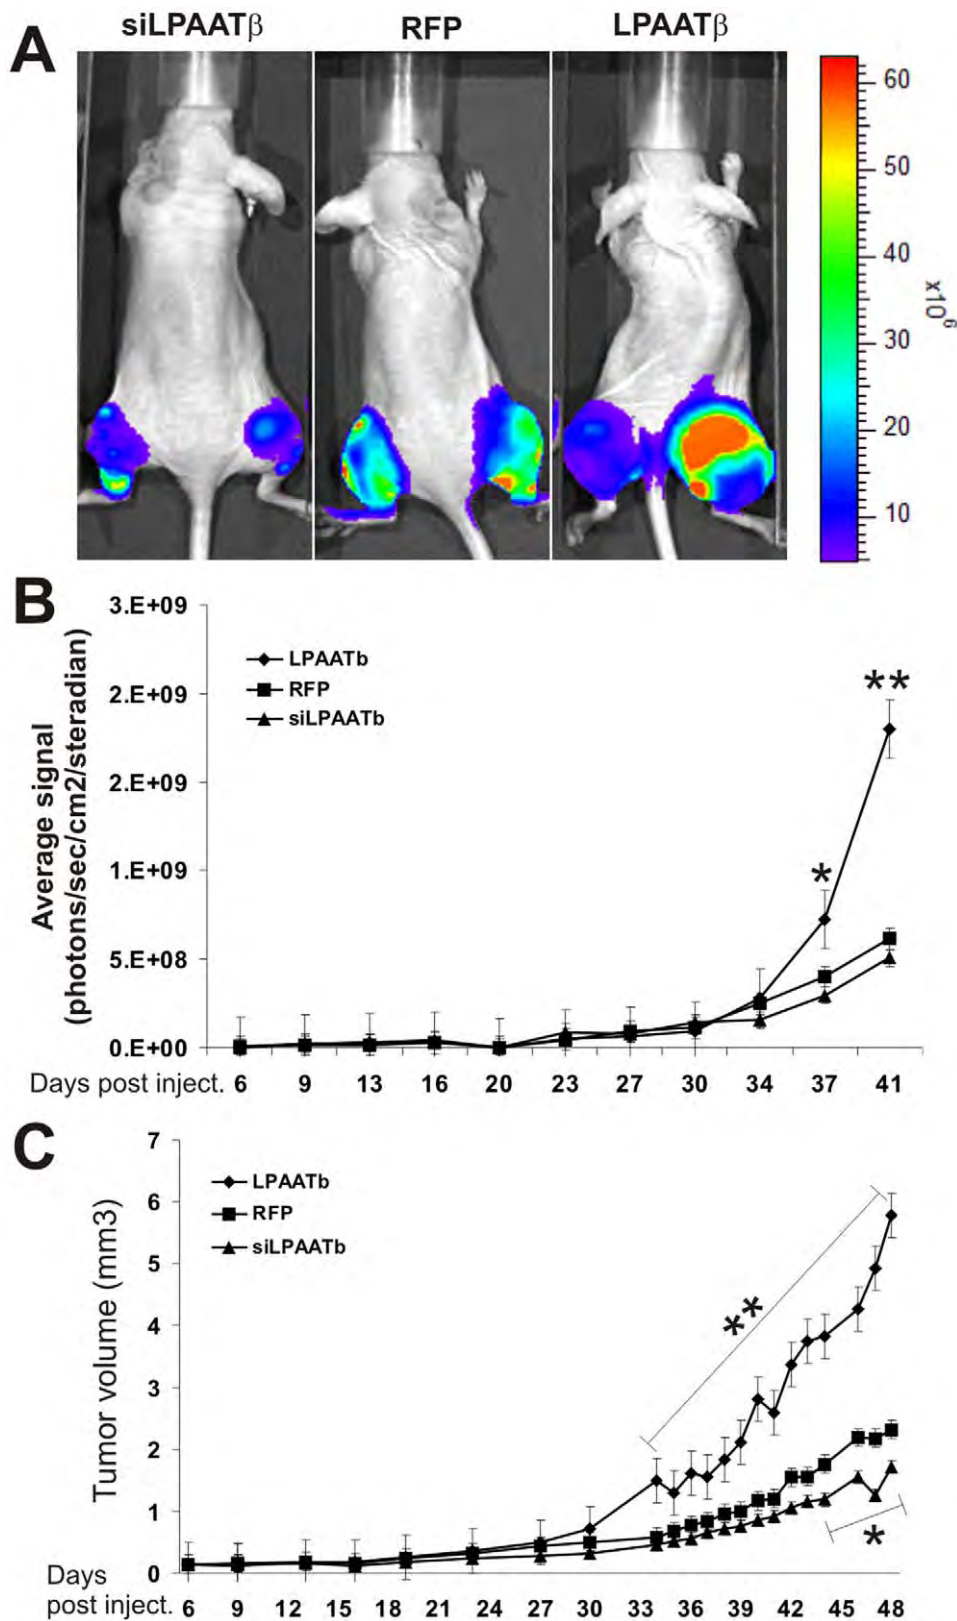 A
siLPAATβ RFP LPAATβ
60
50
40
30
20
10
x10⁶
B
3.E+09
2.E+09
2.E+09
1.E+09
5.E+08
0.E+00
Average signal
(photons/sec/cm2/steradian)
LPAATb
RFP
siLPAATb
*
**
Days post inject. 6 9 13 16 20 23 27 30 34 37 41
C
7
6
5
4
3
2
1
0
Tumor volume (mm3)
LPAATb
RFP
siLPAATb
**
*
Days
post inject. 6 9 12 15 18 21 24 27 30 33 36 39 42 45 48